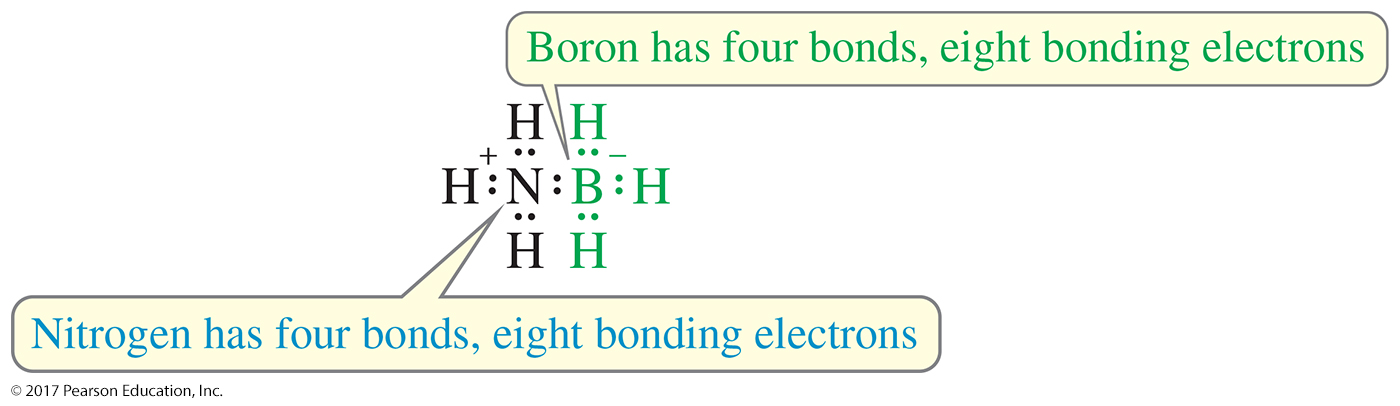 Boron has four bonds, eight bonding electrons
H H
+ −
H : N : B : H
H H
Nitrogen has four bonds, eight bonding electrons
© 2017 Pearson Education, Inc.